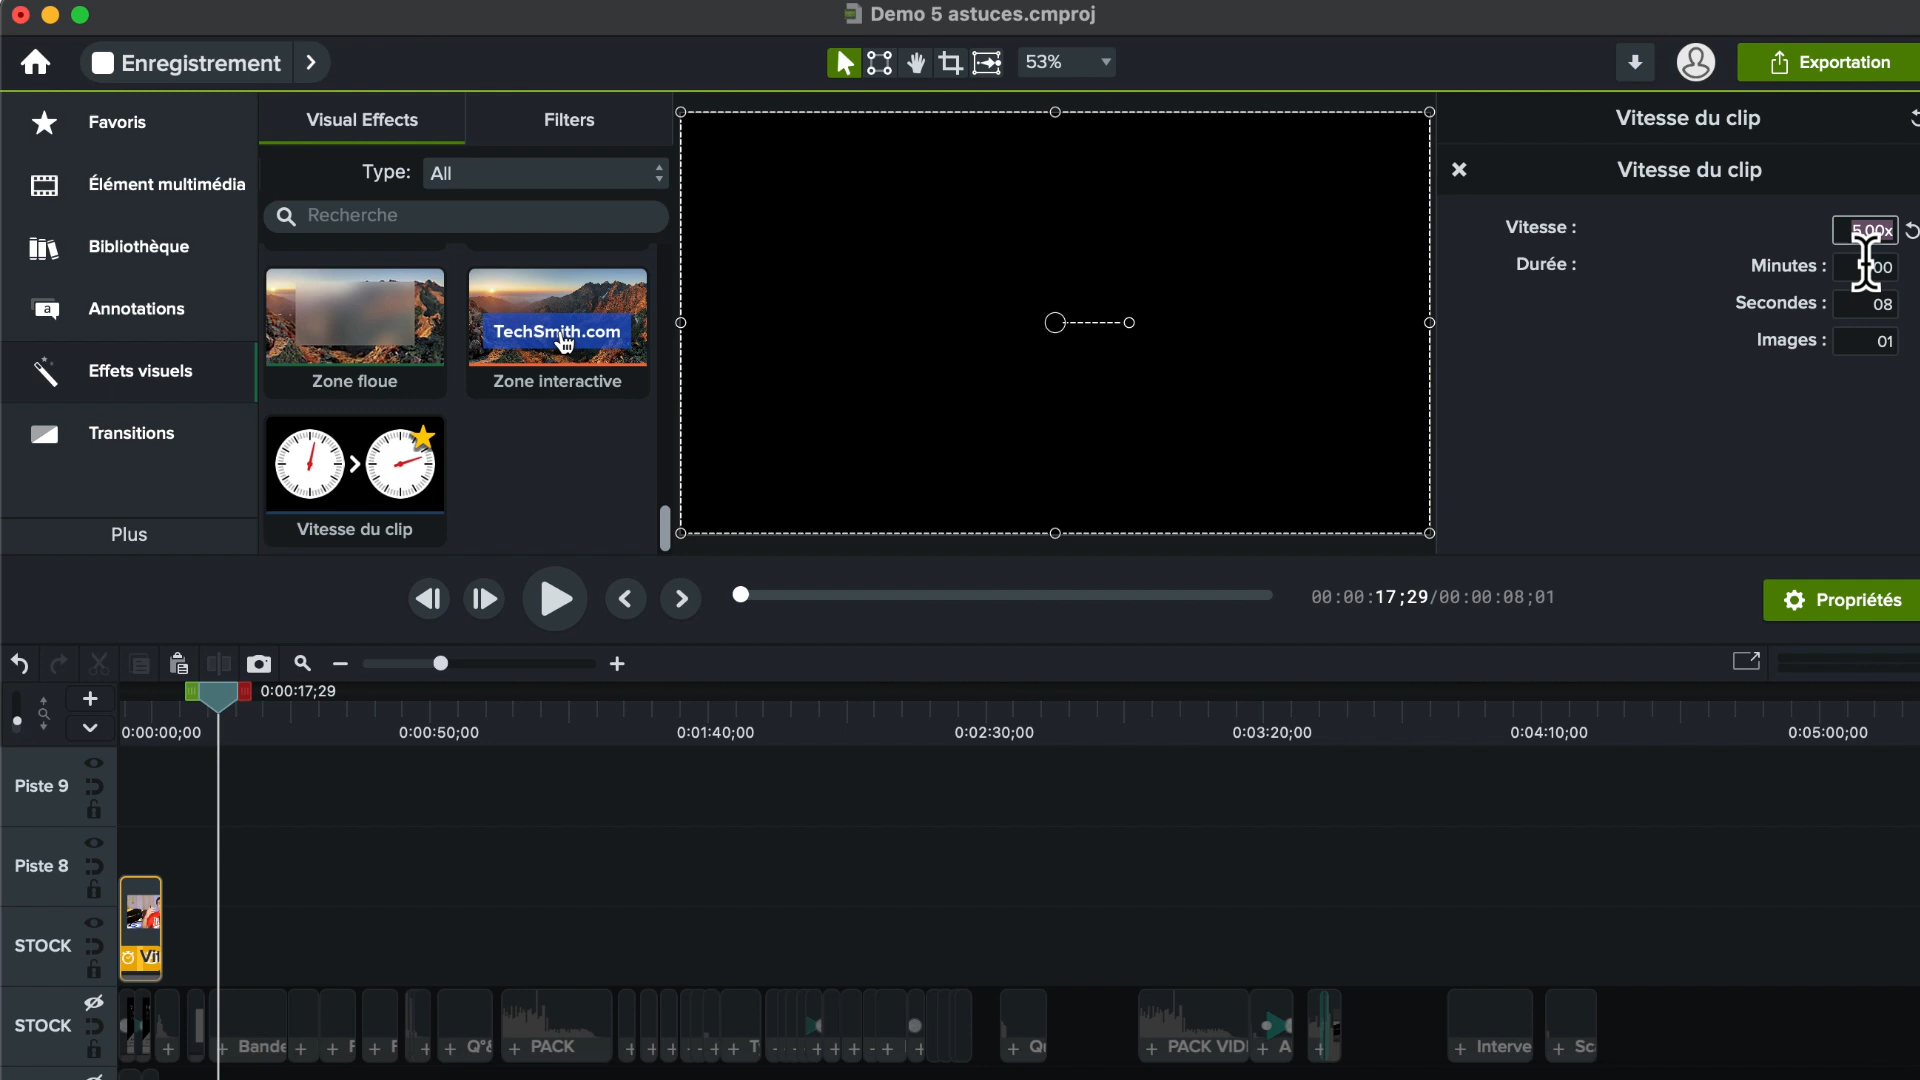 Demo 5 astuces.cmproj
Enregistrement
53%
Exportation
Favoris
Élément multimédia
Bibliothèque
Annotations
Effets visuels
Transitions
Plus
Visual Effects
Filters
Type:
All
Recherche
Zone floue
TechSmith.com
Zone interactive
Vitesse du clip
Vitesse du clip
Vitesse du clip
Vitesse :
5.00x
Durée :
Minutes :
00
Secondes :
08
Images :
01
00:00:17;29/00:00:08;01
Propriétés
0:00:17;29
0:00:00;00
0:00:50;00
0:01:40;00
0:02:30;00
0:03:20;00
0:04:10;00
0:05:00;00
Piste 9
Piste 8
STOCK
Vit
STOCK
+ Bande
+ F
+ F
+ PACK
+ T
+ PACK VIDI
+ A
+ Interve
+ Sc